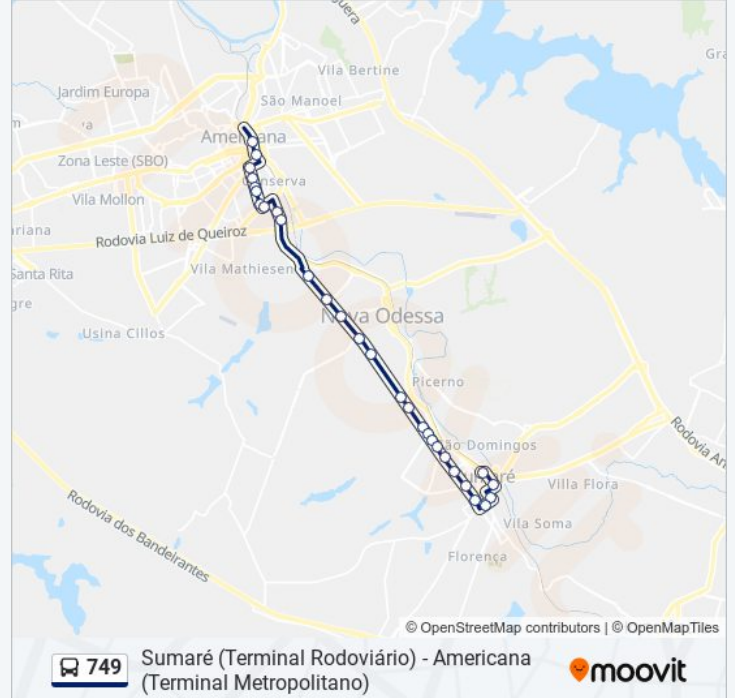 Vila Bertine
Jardim Europa
São Manoel
Americana
Zona Leste (SBO)
Conserva
Vila Mollon
Rodovia Luiz de Queiroz
Santa Rita
Vila Mathiesen
Nova Odessa
Usina Cillos
Picerno
São Domingos
Sumaré
Villa Flora
Rodovia dos Bandeirantes
Vila Soma
Florença
© OpenStreetMap contributors | © OpenMapTiles
749
Sumaré (Terminal Rodoviário) - Americana
(Terminal Metropolitano)
moovit